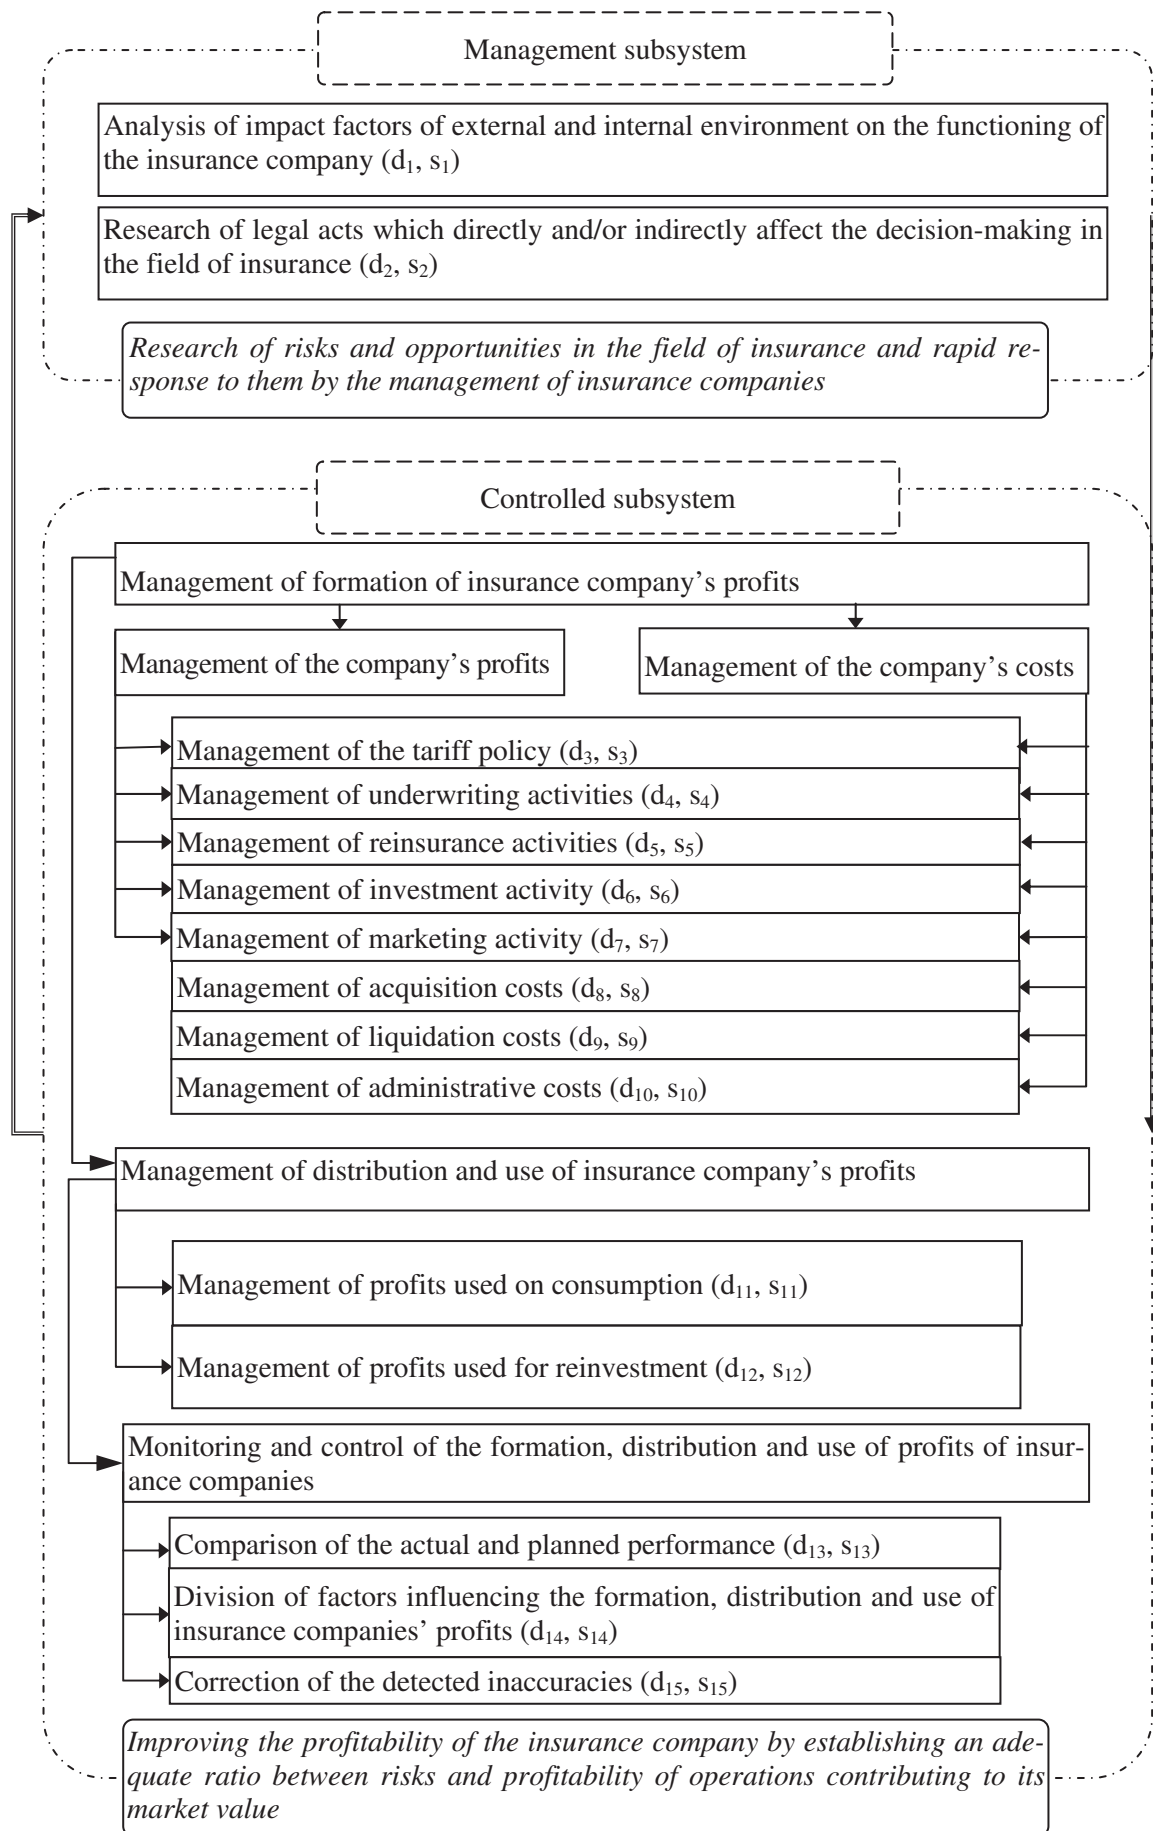 Management subsystem
Analysis of impact factors of external and internal environment on the functioning of
the insurance company (d₁, s₁)
Research of legal acts which directly and/or indirectly affect the decision-making in
the field of insurance (d₂, s₂)
Research of risks and opportunities in the field of insurance and rapid re-
sponse to them by the management of insurance companies
Controlled subsystem
Management of formation of insurance company’s profits
Management of the company’s profits
Management of the company’s costs
Management of the tariff policy (d₃, s₃)
Management of underwriting activities (d₄, s₄)
Management of reinsurance activities (d₅, s₅)
Management of investment activity (d₆, s₆)
Management of marketing activity (d₇, s₇)
Management of acquisition costs (d₈, s₈)
Management of liquidation costs (d₉, s₉)
Management of administrative costs (d₁₀, s₁₀)
Management of distribution and use of insurance company’s profits
Management of profits used on consumption (d₁₁, s₁₁)
Management of profits used for reinvestment (d₁₂, s₁₂)
Monitoring and control of the formation, distribution and use of profits of insur-
ance companies
Comparison of the actual and planned performance (d₁₃, s₁₃)
Division of factors influencing the formation, distribution and use of
insurance companies’ profits (d₁₄, s₁₄)
Correction of the detected inaccuracies (d₁₅, s₁₅)
Improving the profitability of the insurance company by establishing an ade-
quate ratio between risks and profitability of operations contributing to its
market value